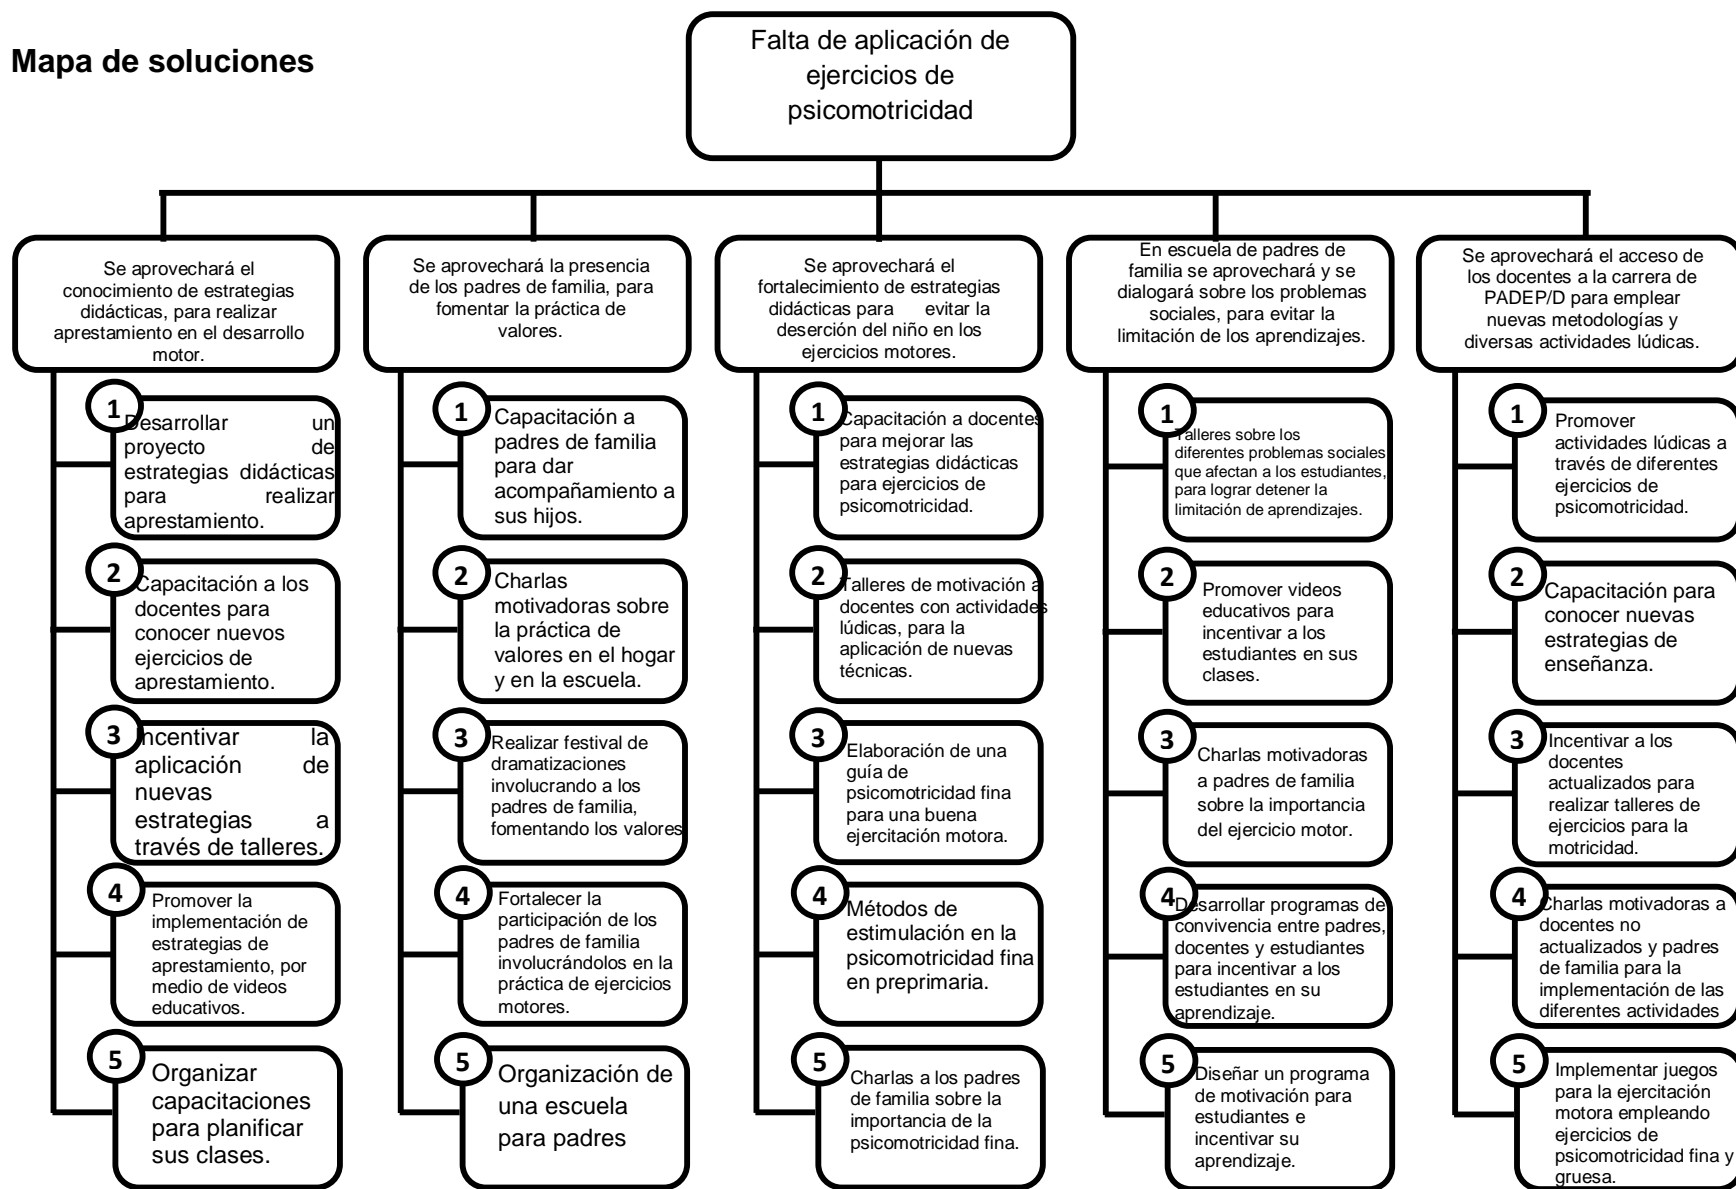 Mapa de soluciones
Falta de aplicación de
ejercicios de
psicomotricidad
Se aprovechará el
conocimiento de estrategias
didácticas, para realizar
aprestamiento en el desarrollo
motor.
1
Desarrollar un
proyecto de
estrategias didácticas
para realizar
aprestamiento.
2
Capacitación a los
docentes para
conocer nuevos
ejercicios de
aprestamiento.
3
Incentivar la
aplicación de
nuevas
estrategias a
través de talleres.
4
Promover la
implementación de
estrategias de
aprestamiento, por
medio de videos
educativos.
5
Organizar
capacitaciones
para planificar
sus clases.
Se aprovechará la presencia
de los padres de familia, para
fomentar la práctica de
valores.
1
Capacitación a
padres de familia
para dar
acompañamiento a
sus hijos.
2
Charlas
motivadoras sobre
la práctica de
valores en el hogar
y en la escuela.
3
Realizar festival de
dramatizaciones
involucrando a los
padres de familia,
fomentando los valores
4
Fortalecer la
participación de los
padres de familia
involucrándolos en la
práctica de ejercicios
motores.
5
Organización de
una escuela
para padres
Se aprovechará el
fortalecimiento de estrategias
didácticas para evitar la
deserción del niño en los
ejercicios motores.
1
Capacitación a docentes
para mejorar las
estrategias didácticas
para ejercicios de
psicomotricidad.
2
Talleres de motivación a
docentes con actividades
lúdicas, para la
aplicación de nuevas
técnicas.
3
Elaboración de una
guía de
psicomotricidad fina
para una buena
ejercitación motora.
4
Métodos de
estimulación en la
psicomotricidad fina
en preprimaria.
5
Charlas a los padres
de familia sobre la
importancia de la
psicomotricidad fina.
En escuela de padres de
familia se aprovechará y se
dialogará sobre los problemas
sociales, para evitar la
limitación de los aprendizajes.
1
Talleres sobre los
diferentes problemas sociales
que afectan a los estudiantes,
para lograr detener la
limitación de aprendizajes.
2
Promover videos
educativos para
incentivar a los
estudiantes en sus
clases.
3
Charlas motivadoras
a padres de familia
sobre la importancia
del ejercicio motor.
4
Desarrollar programas de
convivencia entre padres,
docentes y estudiantes
para incentivar a los
estudiantes en su
aprendizaje.
5
Diseñar un programa
de motivación para
estudiantes e
incentivar su
aprendizaje.
Se aprovechará el acceso de
los docentes a la carrera de
PADEP/D para emplear
nuevas metodologías y
diversas actividades lúdicas.
1
Promover
actividades lúdicas a
través de diferentes
ejercicios de
psicomotricidad.
2
Capacitación para
conocer nuevas
estrategias de
enseñanza.
3
Incentivar a los
docentes
actualizados para
realizar talleres de
ejercicios para la
motricidad.
4
Charlas motivadoras a
docentes no
actualizados y padres
de familia para la
implementación de las
diferentes actividades
5
Implementar juegos
para la ejercitación
motora empleando
ejercicios de
psicomotricidad fina y
gruesa.